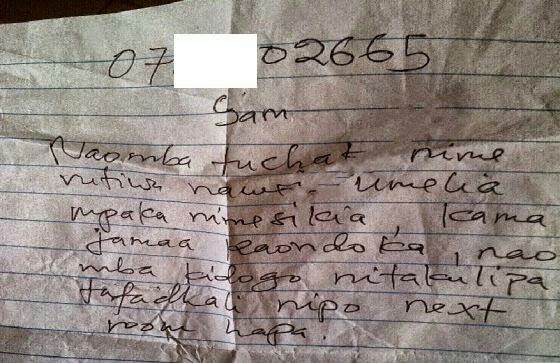 07 02665
Sam
Naomba tuchat nime
vutiwa nawe. umelia
mpaka nimesikia, kama
jamaa kaondoka, nao
mba kidogo nitakulipa
tafadhali nipo next
room hapa.